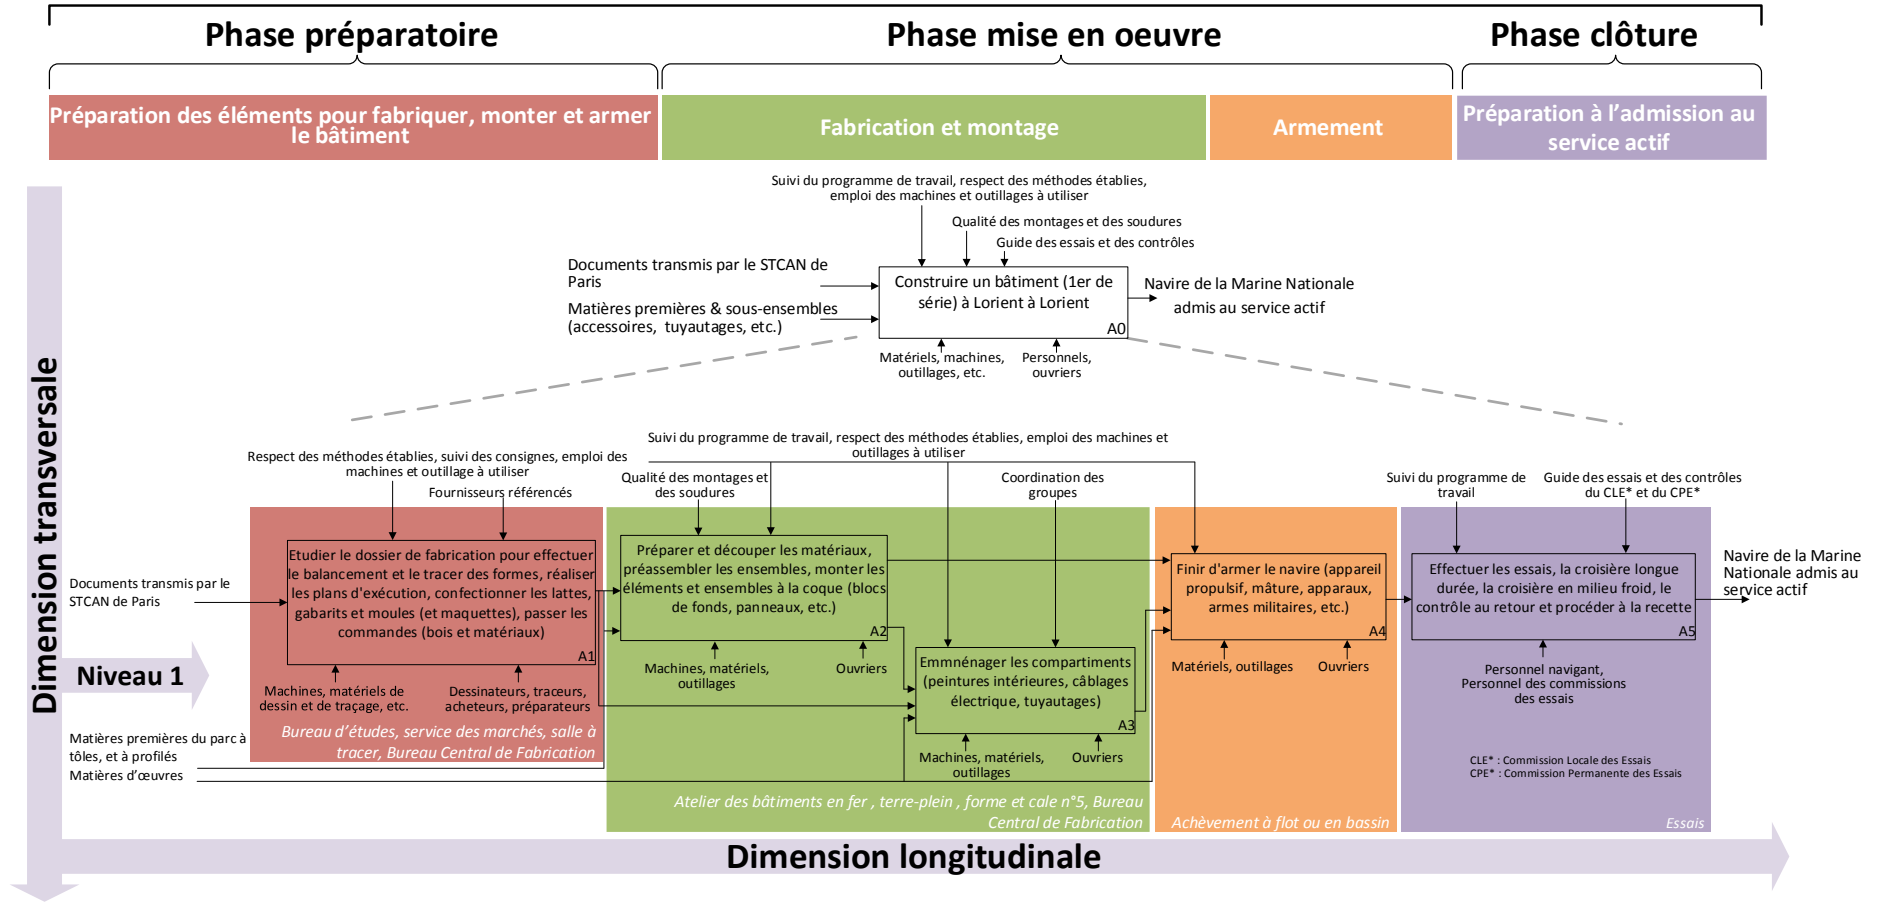 Phase préparatoire
Phase mise en oeuvre
Phase clôture
Préparation des éléments pour fabriquer, monter et armer
le bâtiment
Fabrication et montage
Armement
Préparation à l'admission au
service actif
Suivi du programme de travail, respect des méthodes établies,
emploi des machines et outillages à utiliser
Qualité des montages et des soudures
Guide des essais et des contrôles
Documents transmis par le STCAN de
Paris
Matières premières & sous-ensembles
(accessoires, tuyautages, etc.)
Construire un bâtiment (1er de
série) à Lorient à Lorient
A0
Navire de la Marine Nationale
admis au service actif
Matériels, machines,
outillages, etc.
Personnels,
ouvriers
Dimension transversale
Niveau 1
Respect des méthodes établies, suivi des consignes, emploi des
machines et outillage à utiliser
Fournisseurs référencés
Suivi du programme de travail, respect des méthodes établies, emploi des machines et
outillages à utiliser
Qualité des montages et
des soudures
Coordination des
groupes
Suivi du programme de
travail
Guide des essais et des contrôles
du CLE* et du CPE*
Documents transmis par le
STCAN de Paris
Etudier le dossier de fabrication pour effectuer
le balancement et le tracer des formes, réaliser
les plans d'exécution, confectionner les lattes,
gabarits et moules (et maquettes), passer les
commandes (bois et matériaux)
A1
Machines, matériels de
dessin et de traçage, etc.
Dessinateurs, traceurs,
acheteurs, préparateurs
Bureau d'études, service des marchés, salle à
tracer, Bureau Central de Fabrication
Matières premières du parc à
tôles, et à profilés
Matières d'œuvres
Préparer et découper les matériaux,
préassembler les ensembles, monter les
éléments et ensembles à la coque (blocs
de fonds, panneaux, etc.)
A2
Machines, matériels,
outillages
Ouvriers
Emmnénager les compartiments
(peintures intérieures, câblages
électrique, tuyautages)
A3
Machines, matériels,
outillages
Ouvriers
Atelier des bâtiments en fer , terre-plein , forme et cale n°5, Bureau
Central de Fabrication
Finir d'armer le navire (appareil
propulsif, mâture, apparaux,
armes militaires, etc.)
A4
Matériels, outillages
Ouvriers
Achèvement à flot ou en bassin
Effectuer les essais, la croisière longue
durée, la croisière en milieu froid, le
contrôle au retour et procéder à la recette
A5
Personnel navigant,
Personnel des commissions
des essais
CLE* : Commission Locale des Essais
CPE* : Commission Permanente des Essais
Essais
Navire de la Marine
Nationale admis au
service actif
Dimension longitudinale